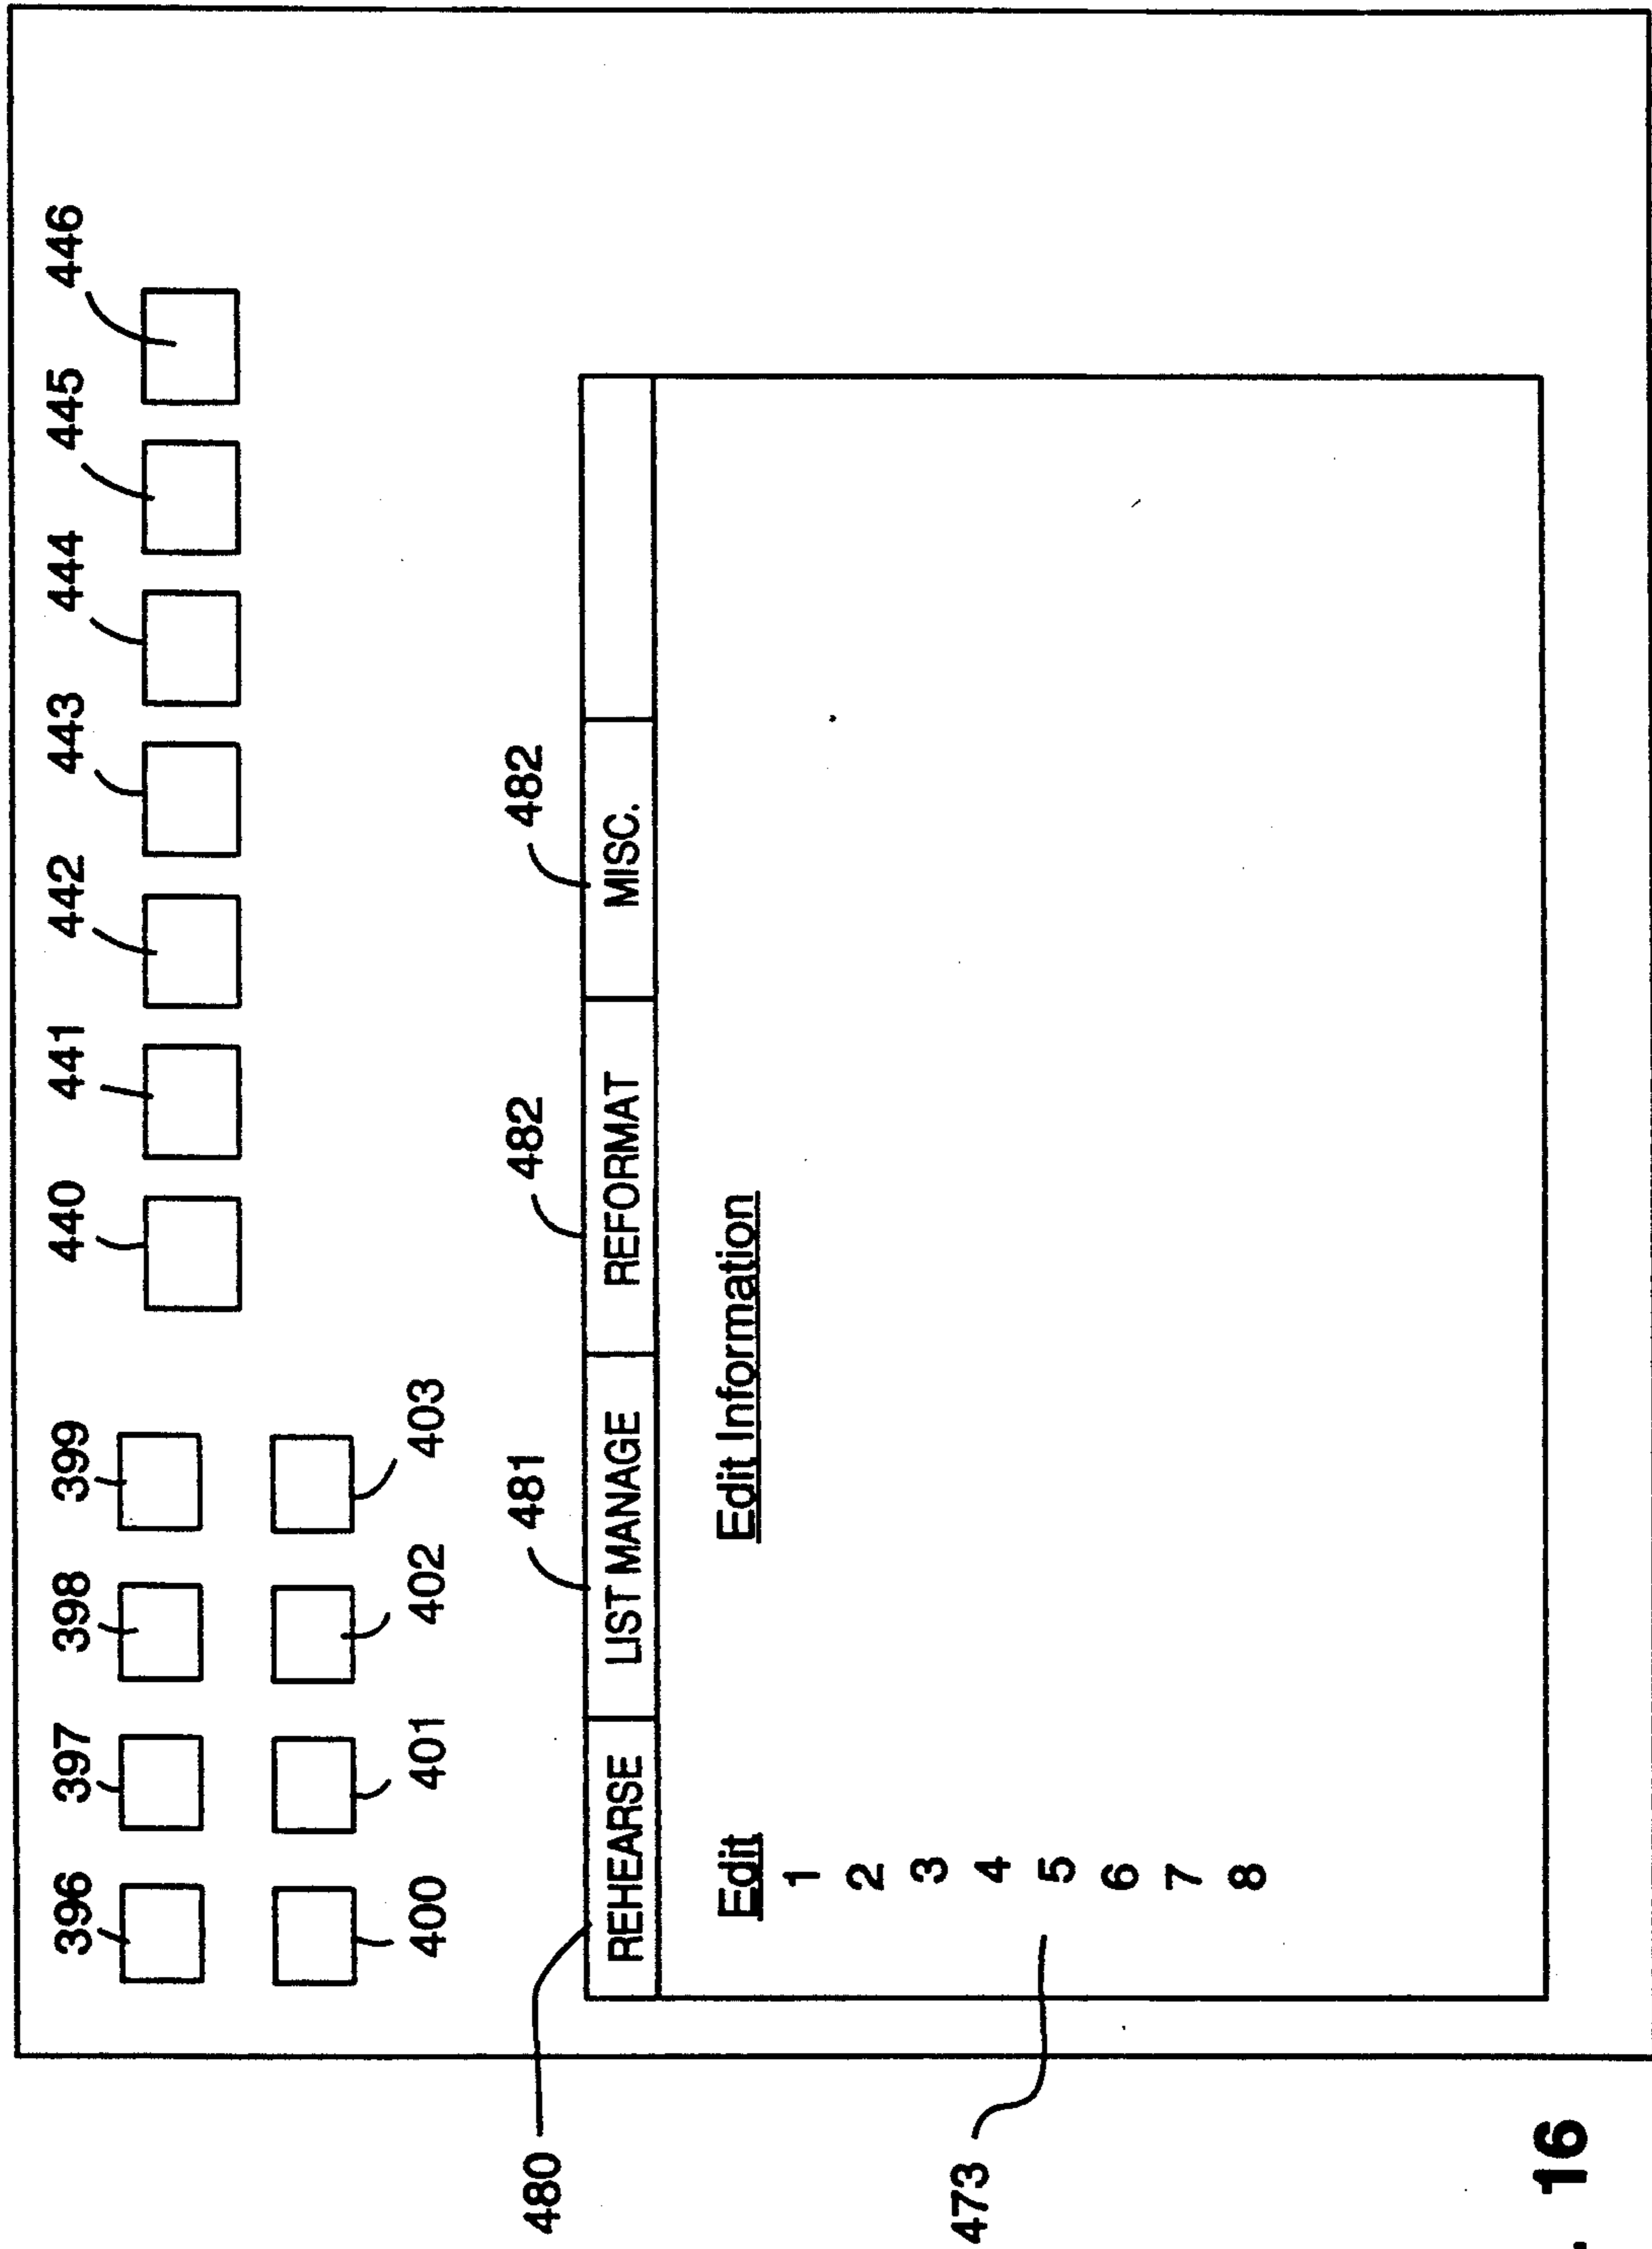 396 397 398 399 440 441 442 443 444 445 446
400 401 402 403
480 481 482 482
REHEARSE LIST MANAGE REFORMAT MISC.
Edit Edit Information
1
2
3
4
473 5
6
7
8
. 16